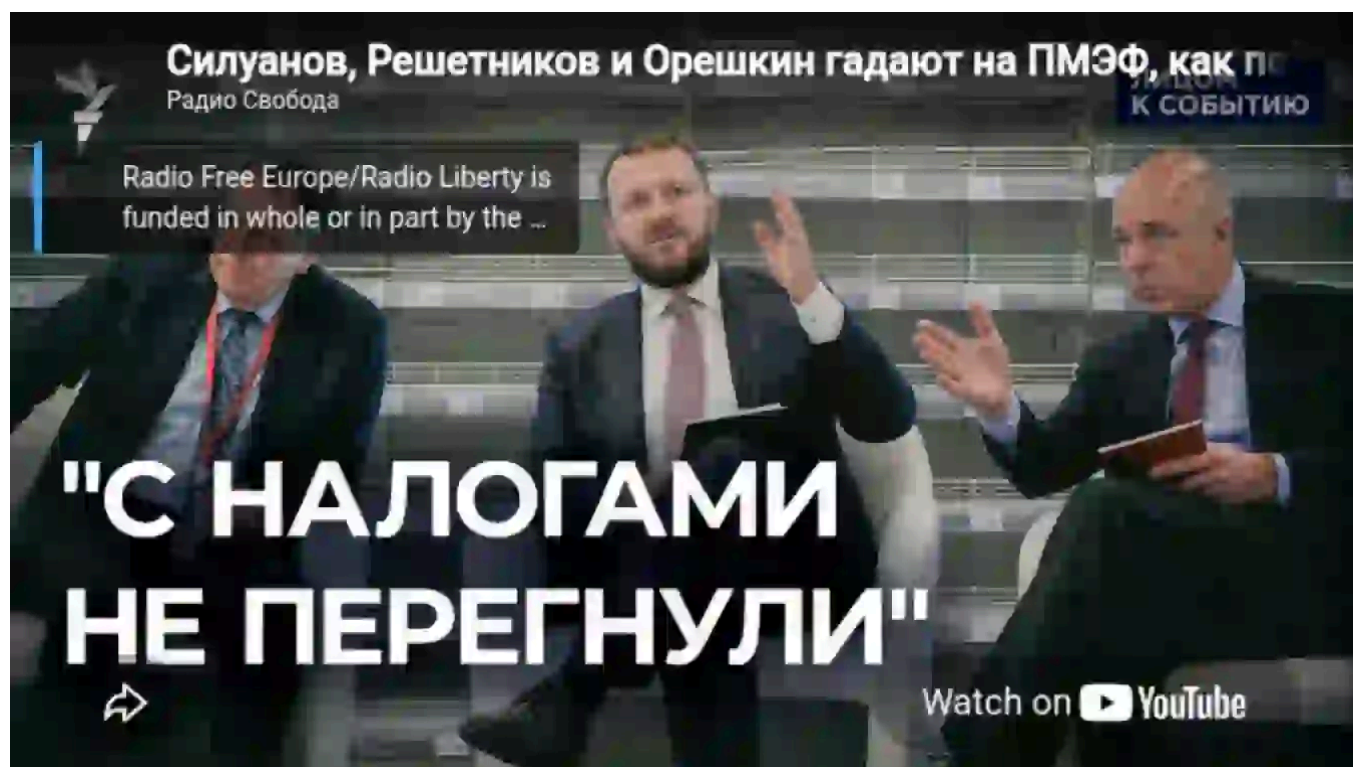 Силуанов, Решетников и Орешкин гадают на ПМЭФ, как
Радио Свобода
ЛИЦОМ
К СОБЫТИЮ
Radio Free Europe/Radio Liberty is
funded in whole or in part by the ...
"С НАЛОГАМИ
НЕ ПЕРЕГНУЛИ"
Watch on YouTube